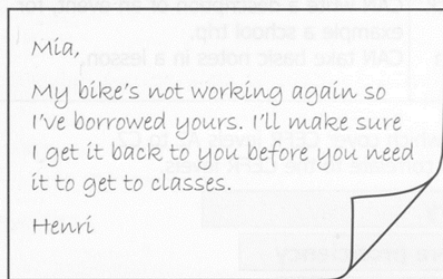 Mia,
My bike's not working again so
I've borrowed yours. I'll make sure
I get it back to you before you need
it to get to classes.
Henri